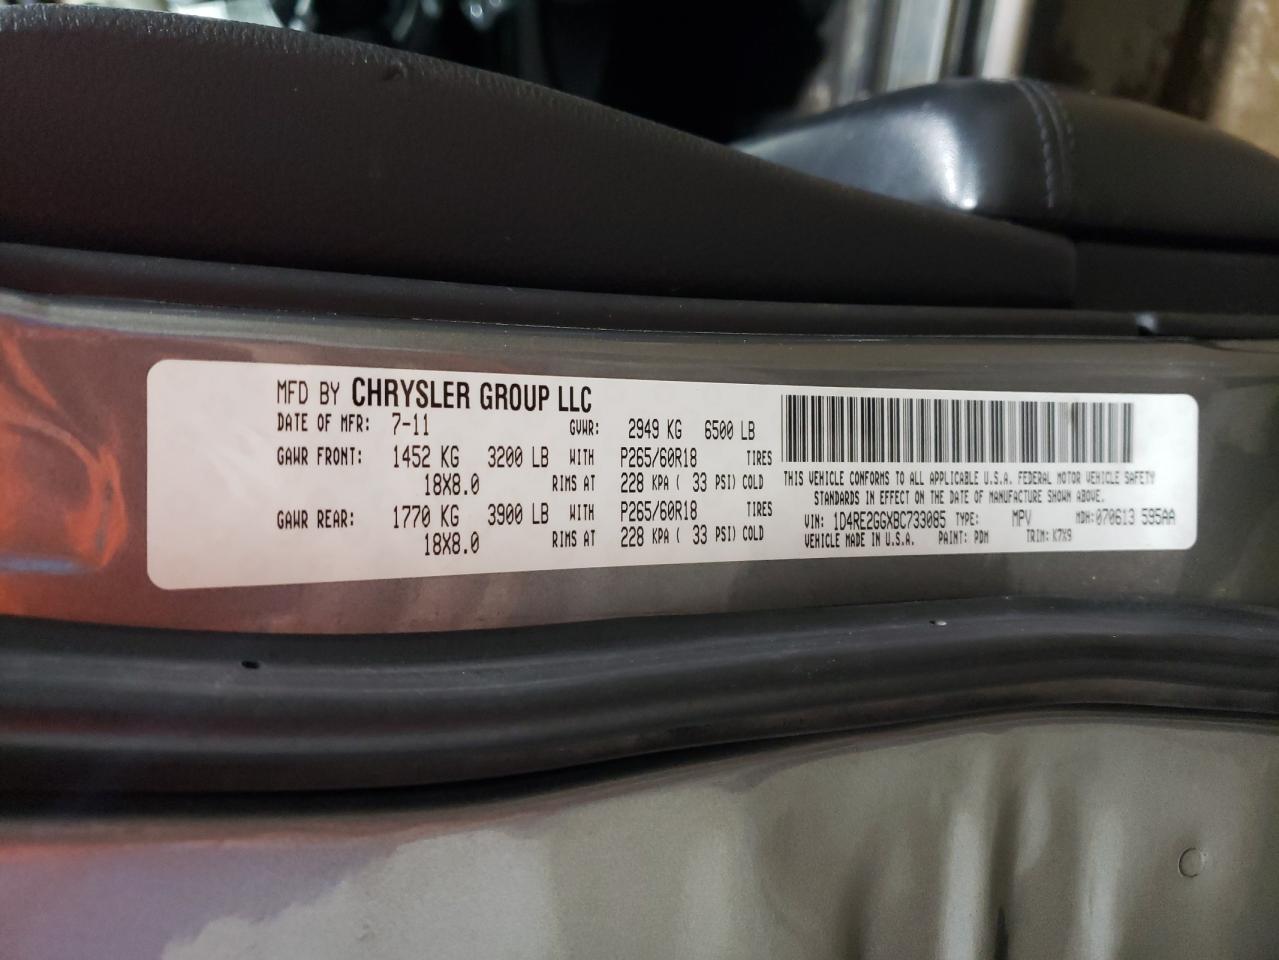 MFD BY CHRYSLER GROUP LLC
DATE OF MFR: 7-11 GVWR: 2949 KG 6500 LB
GAWR FRONT: 1452 KG 3200 LB WITH P265/60R18 TIRES
18X8.0 RIMS AT 228 KPA ( 33 PSI) COLD
GAWR REAR: 1770 KG 3900 LB WITH P265/60R18 TIRES
18X8.0 RIMS AT 228 KPA ( 33 PSI) COLD
THIS VEHICLE CONFORMS TO ALL APPLICABLE U.S.A. FEDERAL MOTOR VEHICLE SAFETY
STANDARDS IN EFFECT ON THE DATE OF MANUFACTURE SHOWN ABOVE.
VIN: 1D4RE2GGXBC733085 TYPE: MPV MDH: 070613 595AA
VEHICLE MADE IN U.S.A. PAINT: PDM TRIM: K7X9